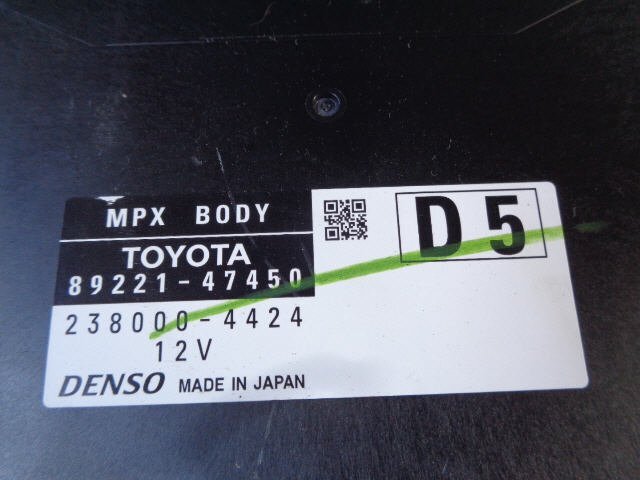 MPX BODY
D5
TOYOTA
89221-47450
238000-4424
12V
DENSO MADE IN JAPAN